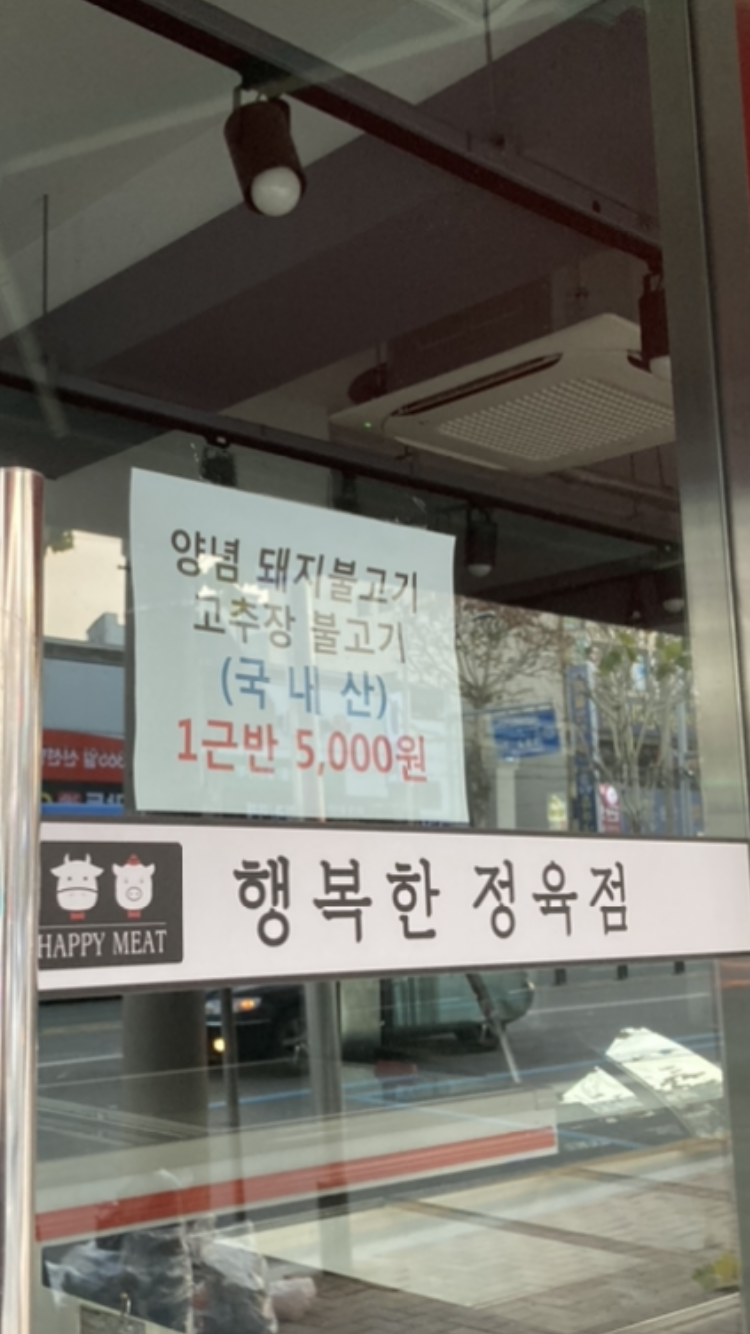 양념 돼지불고기
고추장 불고기
(국 내 산)
1근반 5,000원
HAPPY MEAT
행복한 정육점